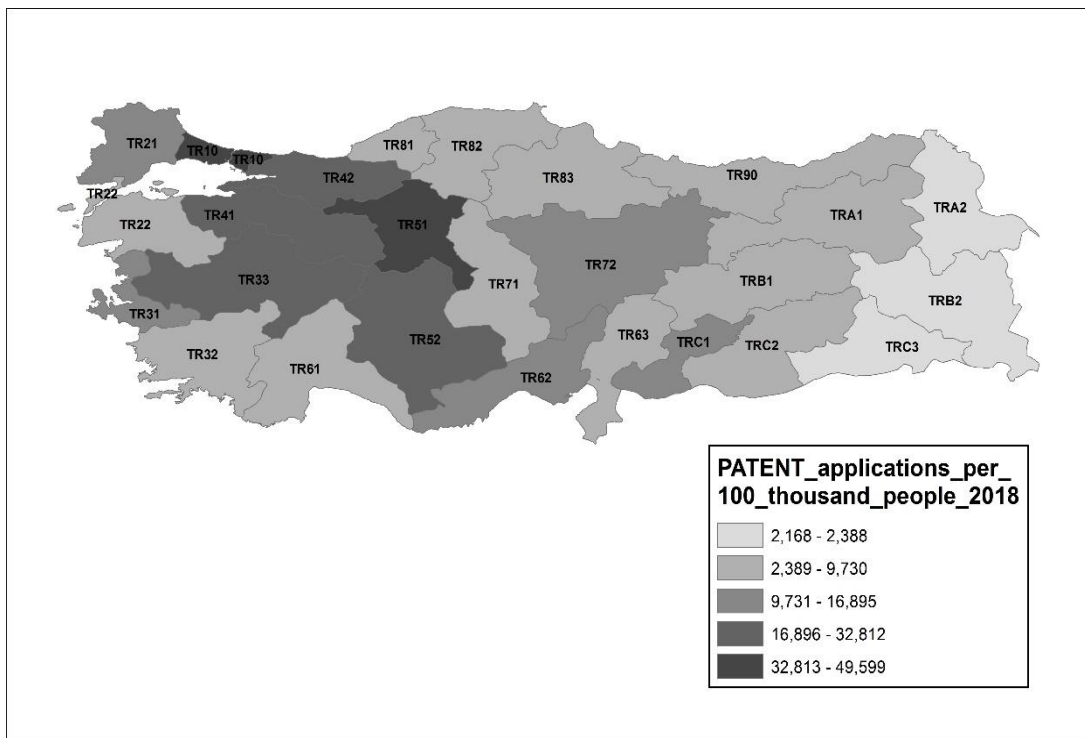 TR21
TR10
TR10
TR81
TR82
TR42
TR83
TR90
TR22
TR22
TR41
TR51
TRA1
TRA2
TR33
TR72
TR71
TRB1
TRB2
TR31
TR32
TR61
TR52
TR63
TRC1
TRC2
TRC3
TR62
PATENT_applications_per_
100_thousand_people_2018
2,168 - 2,388
2,389 - 9,730
9,731 - 16,895
16,896 - 32,812
32,813 - 49,599